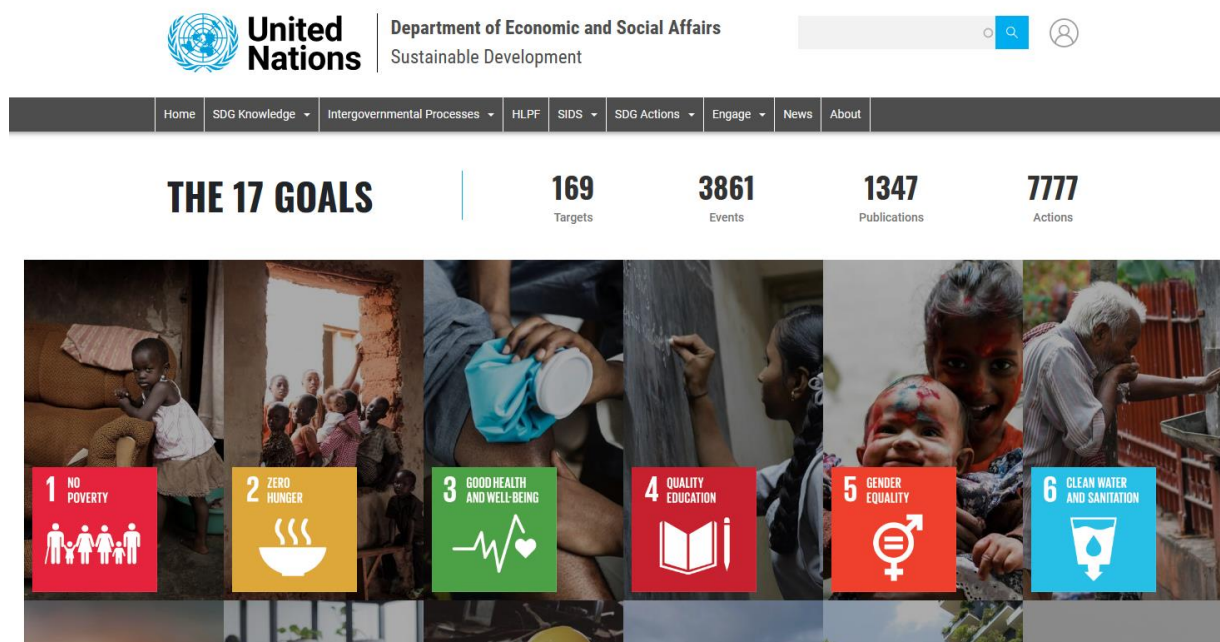 United
Nations
Department of Economic and Social Affairs
Sustainable Development
Home SDG Knowledge Intergovernmental Processes HLPF SIDS SDG Actions Engage News About
THE 17 GOALS
169 3861 1347 7777
Targets Events Publications Actions
1 NO
POVERTY
2 ZERO
HUNGER
3 GOOD HEALTH
AND WELL-BEING
4 QUALITY
EDUCATION
5 GENDER
EQUALITY
6 CLEAN WATER
AND SANITATION